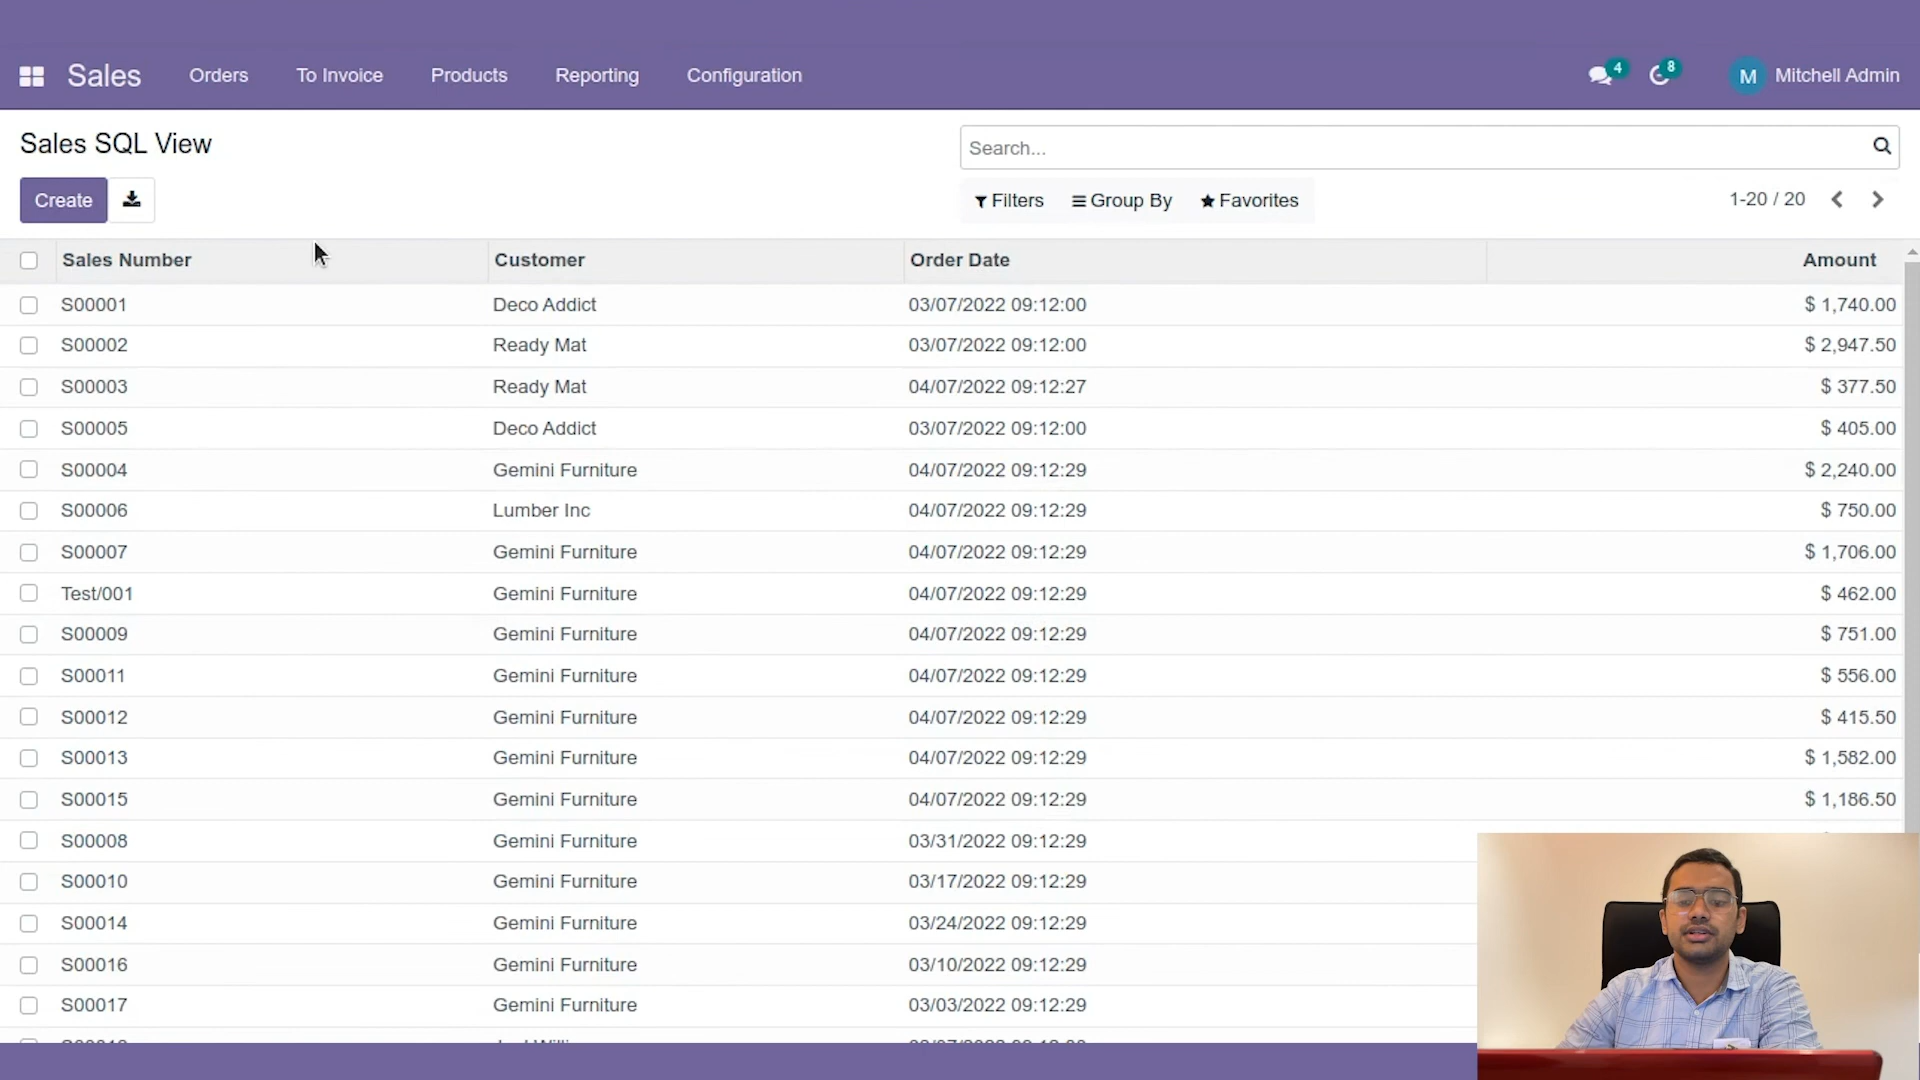 Sales Orders To Invoice Products Reporting Configuration 4 8 M Mitchell Admin
Sales SQL View
Search...
Create Filters Group By Favorites 1-20 / 20
Sales Number Customer Order Date Amount
S00001 Deco Addict 03/07/2022 09:12:00 $ 1,740.00
S00002 Ready Mat 03/07/2022 09:12:00 $ 2,947.50
S00003 Ready Mat 04/07/2022 09:12:27 $ 377.50
S00005 Deco Addict 03/07/2022 09:12:00 $ 405.00
S00004 Gemini Furniture 04/07/2022 09:12:29 $ 2,240.00
S00006 Lumber Inc 04/07/2022 09:12:29 $ 750.00
S00007 Gemini Furniture 04/07/2022 09:12:29 $ 1,706.00
Test/001 Gemini Furniture 04/07/2022 09:12:29 $ 462.00
S00009 Gemini Furniture 04/07/2022 09:12:29 $ 751.00
S00011 Gemini Furniture 04/07/2022 09:12:29 $ 556.00
S00012 Gemini Furniture 04/07/2022 09:12:29 $ 415.50
S00013 Gemini Furniture 04/07/2022 09:12:29 $ 1,582.00
S00015 Gemini Furniture 04/07/2022 09:12:29 $ 1,186.50
S00008 Gemini Furniture 03/31/2022 09:12:29
S00010 Gemini Furniture 03/17/2022 09:12:29
S00014 Gemini Furniture 03/24/2022 09:12:29
S00016 Gemini Furniture 03/10/2022 09:12:29
S00017 Gemini Furniture 03/03/2022 09:12:29